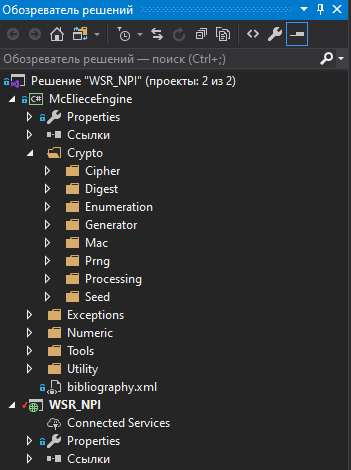 Обозреватель решений
Обозреватель решений — поиск (Ctrl+;)
Решение "WSR_NPI" (проекты: 2 из 2)
C# McElieceEngine
Properties
Ссылки
Crypto
Cipher
Digest
Enumeration
Generator
Mac
Prng
Processing
Seed
Exceptions
Numeric
Tools
Utility
bibliography.xml
WSR_NPI
Connected Services
Properties
Ссылки